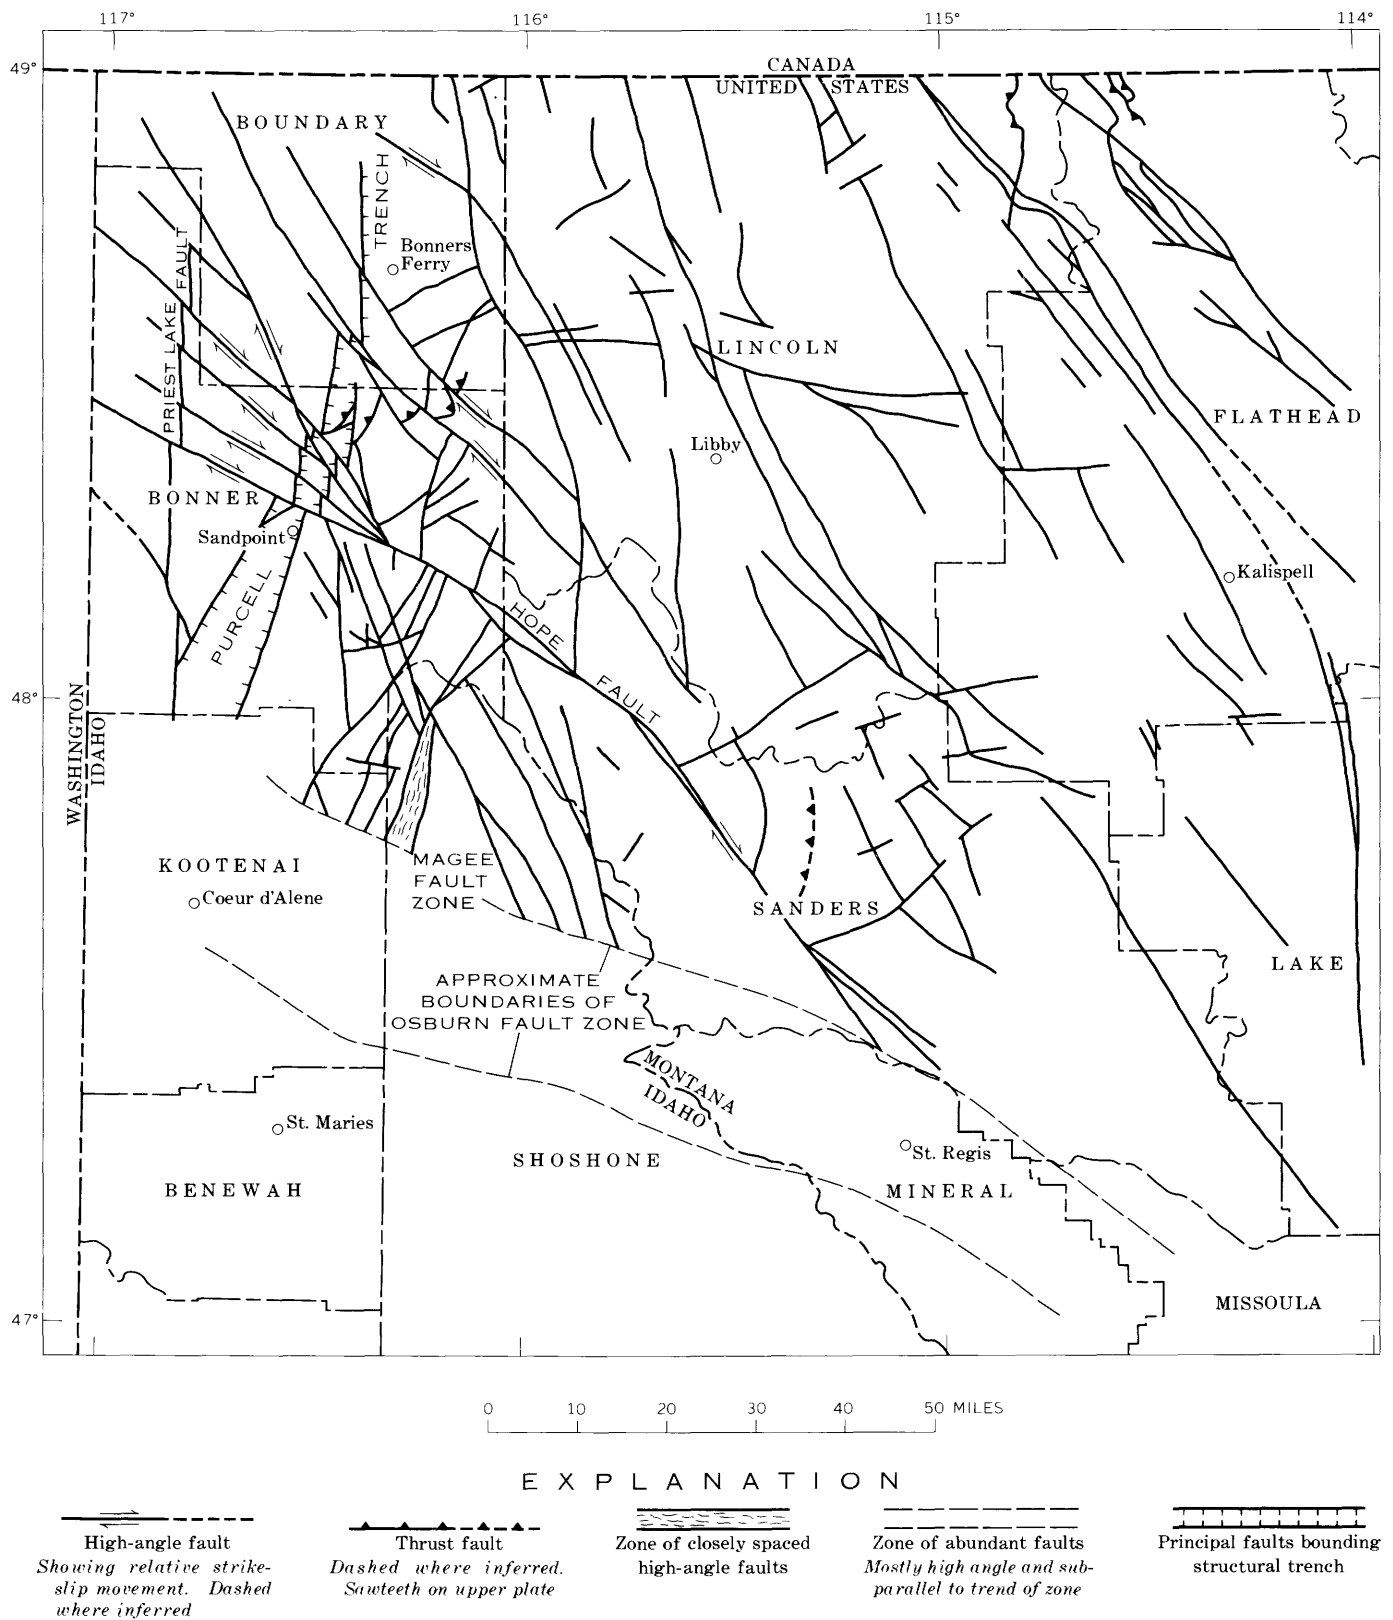 117°
116°
115°
114°
49°
CANADA
UNITED STATES
BOUNDARY
TRENCH
PRIEST LAKE FAULT
Bonners
Ferry
LINCOLN
FLATHEAD
Libby
BONNER
Sandpoint
Kalispell
PURCELL
HOPE
FAULT
48°
WASHINGTON
IDAHO
MAGEE
FAULT
ZONE
KOOTENAI
Coeur d'Alene
SANDERS
LAKE
APPROXIMATE
BOUNDARIES OF
OSBURN FAULT ZONE
MONTANA
IDAHO
St. Maries
St. Regis
SHOSHONE
BENEWAH
MINERAL
MISSOULA
47°
0 10 20 30 40 50 MILES
EXPLANATION
High-angle fault
Showing relative strike-
slip movement. Dashed
where inferred
Thrust fault
Dashed where inferred.
Sawteeth on upper plate
Zone of closely spaced
high-angle faults
Zone of abundant faults
Mostly high angle and sub-
parallel to trend of zone
Principal faults bounding
structural trench